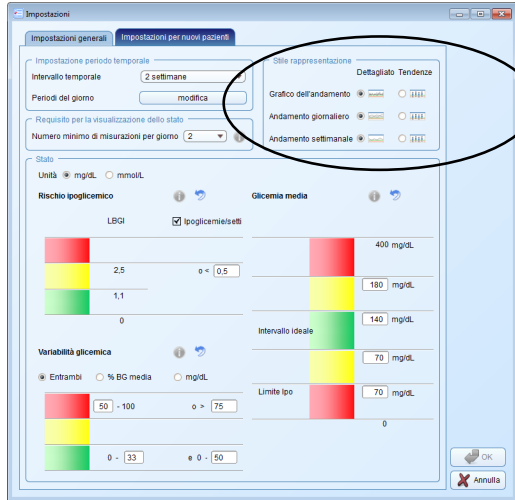 Impostazioni
Impostazioni generali
Impostazioni per nuovi pazienti
Impostazione periodo temporale
Intervallo temporale 2 settimane
Periodi del giorno modifica
Requisito per la visualizzazione dello stato
Numero minimo di misurazioni per giorno 2
Stile rappresentazione
Dettagliato Tendenze
Grafico dell'andamento
Andamento giornaliero
Andamento settimanale
Stato
Unità mg/dL mmol/L
Rischio ipoglicemico
LBGI Ipoglicemie/setti
2,5 o < 0,5
1,1
0
Variabilità glicemica
Entrambi % BG media mg/dL
50 - 100 o > 75
0 - 33 e 0 - 50
Glicemia media
400 mg/dL
180 mg/dL
140 mg/dL
Intervallo ideale
70 mg/dL
Limite Ipo 70 mg/dL
0
OK
Annulla